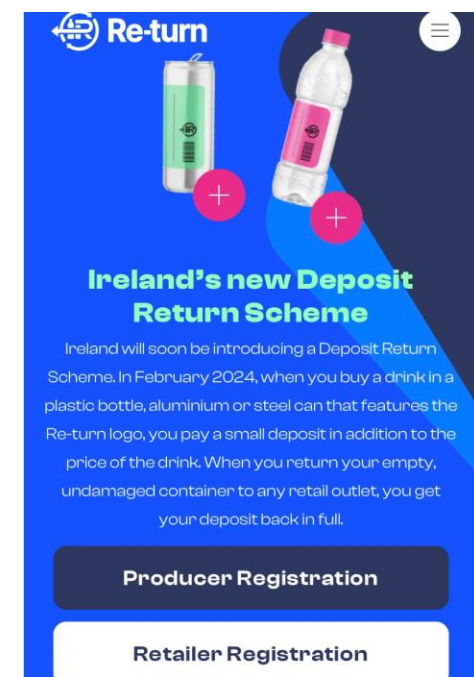 Re-turn
Ireland's new Deposit
Return Scheme
Ireland will soon be introducing a Deposit Return
Scheme. In February 2024, when you buy a drink in a
plastic bottle, aluminium or steel can that features the
Re-turn logo, you pay a small deposit in addition to the
price of the drink. When you return your empty,
undamaged container to any retail outlet, you get
your deposit back in full.
Producer Registration
Retailer Registration